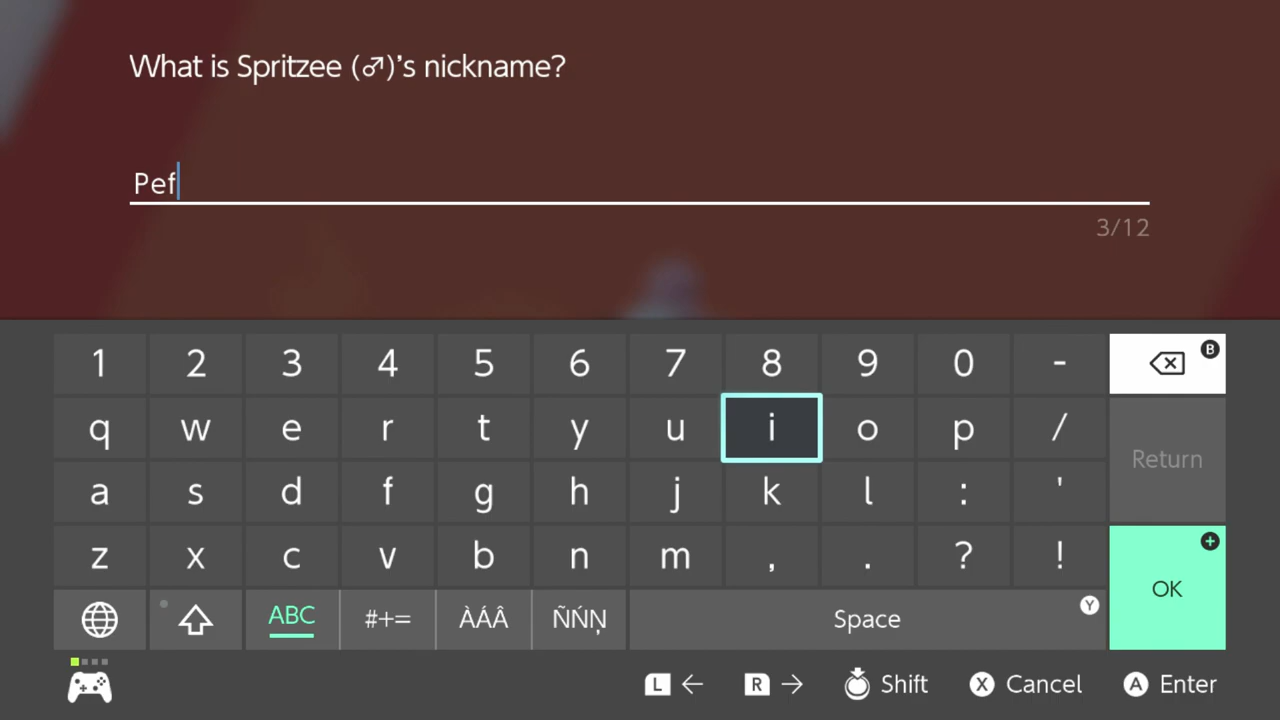 What is Spritzee (♂)'s nickname?
Pef
3/12
1 2 3 4 5 6 7 8 9 0 - B
q w e r t y u i o p / Return
a s d f g h j k l : '
z x c v b n m , . ? ! + OK
ABC #+= ÀÁÂ ÑŃŅ Space Y
L ← R → Shift X Cancel A Enter